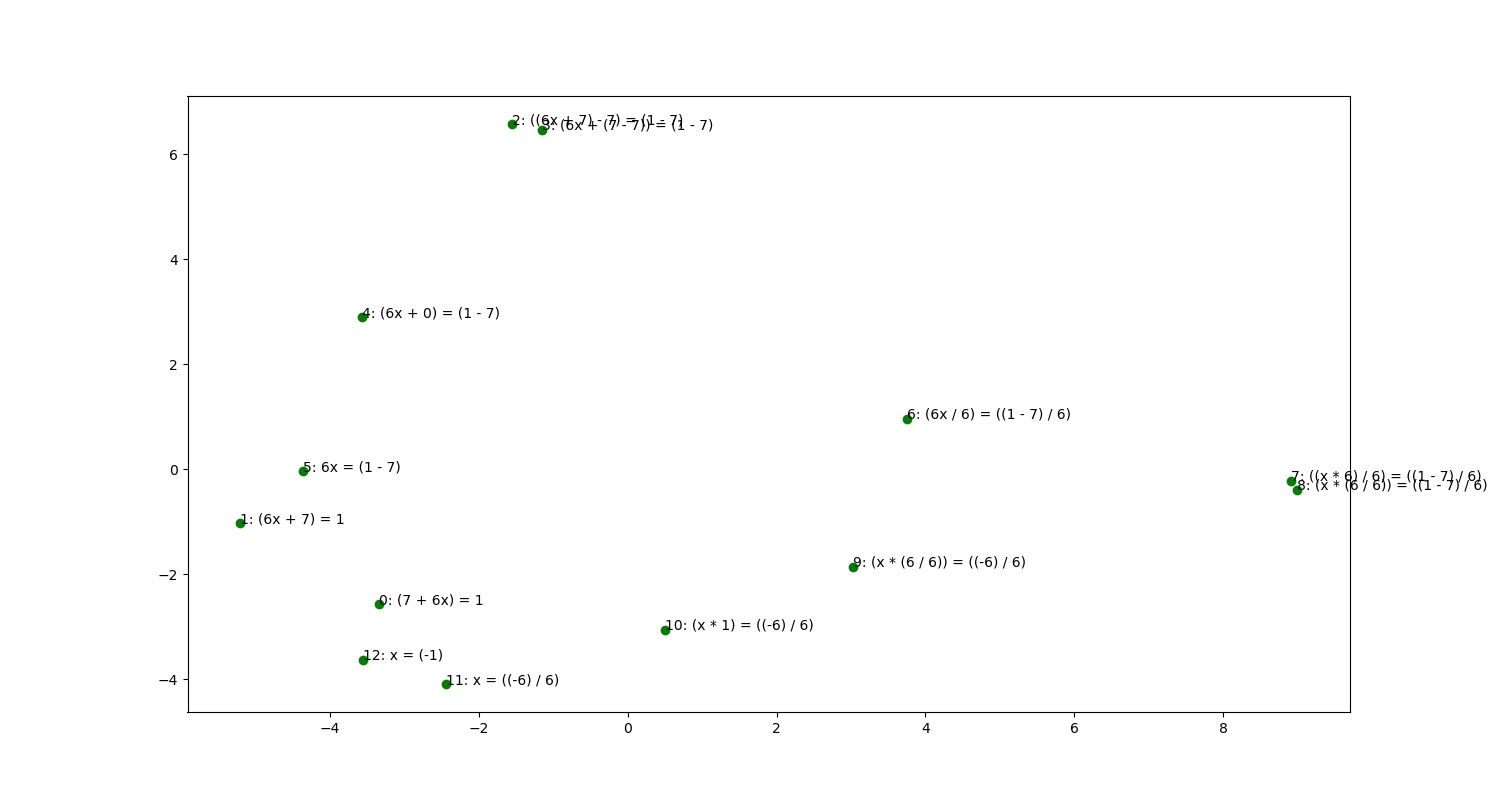 2: ((6x + 7) - 7) = (1 - 7)
3: (6x + (7 - 7)) = (1 - 7)
6
4: (6x + 0) = (1 - 7)
4
2
6: (6x / 6) = ((1 - 7) / 6)
5: 6x = (1 - 7)
0
7: ((x * 6) / 6) = ((1 - 7) / 6)
8: (x * (6 / 6)) = ((1 - 7) / 6)
1: (6x + 7) = 1
9: (x * (6 / 6)) = ((-6) / 6)
−2
0: (7 + 6x) = 1
10: (x * 1) = ((-6) / 6)
12: x = (-1)
11: x = ((-6) / 6)
−4
−4 −2 0 2 4 6 8